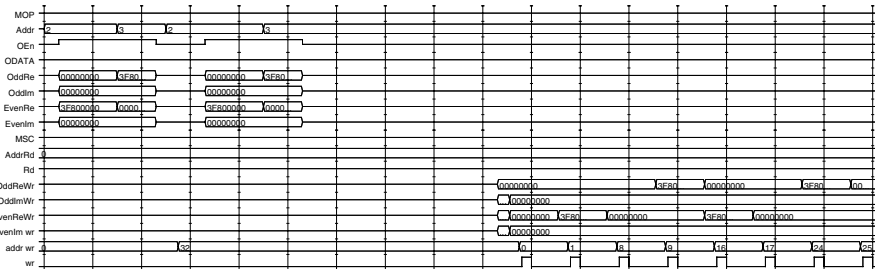 MOP
Addr 2 3 2 3
OEn
ODATA
OddRe 00000000 3F80 00000000 3F80
OddIm 00000000 00000000
EvenRe 3F800000 0000 3F800000 0000
EvenIm 00000000 00000000
MSC
AddrRd 0
Rd
OddReWr 00000000 3F80 00000000 3F80 00
OddImWr 00000000
venReWr 00000000 3F80 00000000 3F80 00000000
venIm wr 00000000
addr wr 0 32 0 1 8 9 16 17 24 25
wr